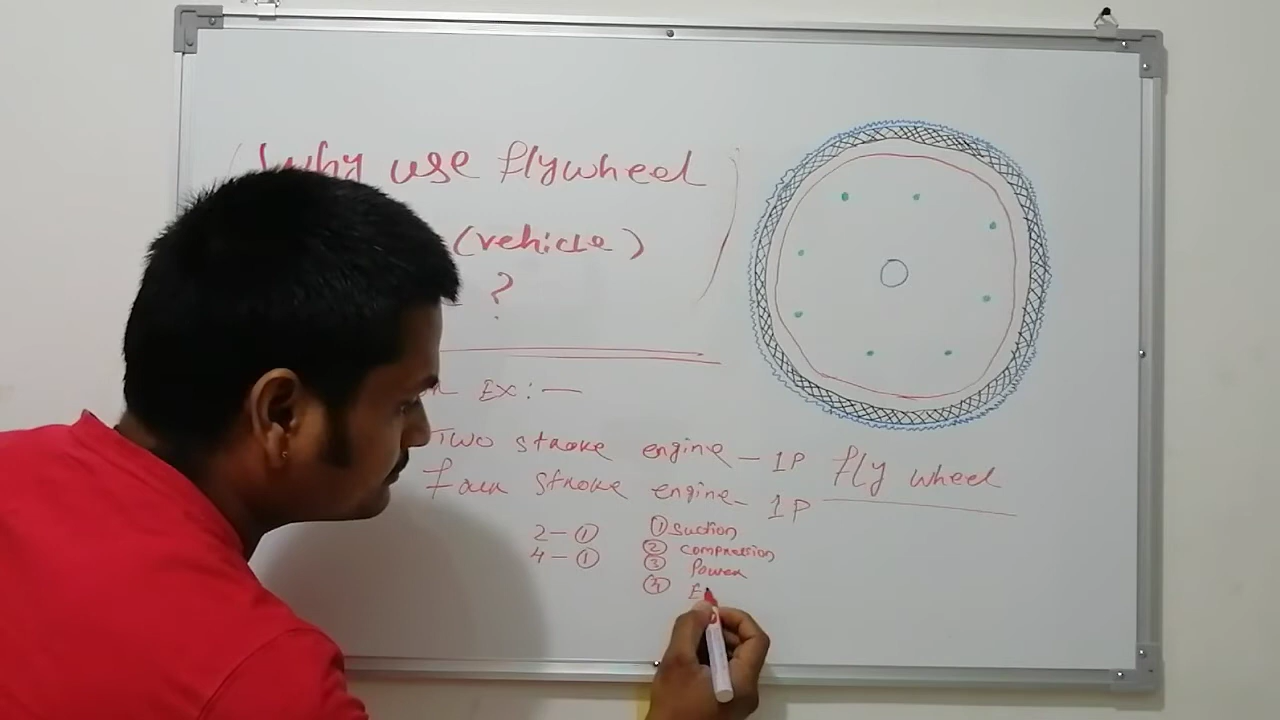 Why use flywheel
(vehicle)
?
Ex:—
Two stroke engine – 1P
Four stroke engine – 1P
fly wheel
2 – ①
4 – ①
① Suction
② Compression
③ Power
④ E